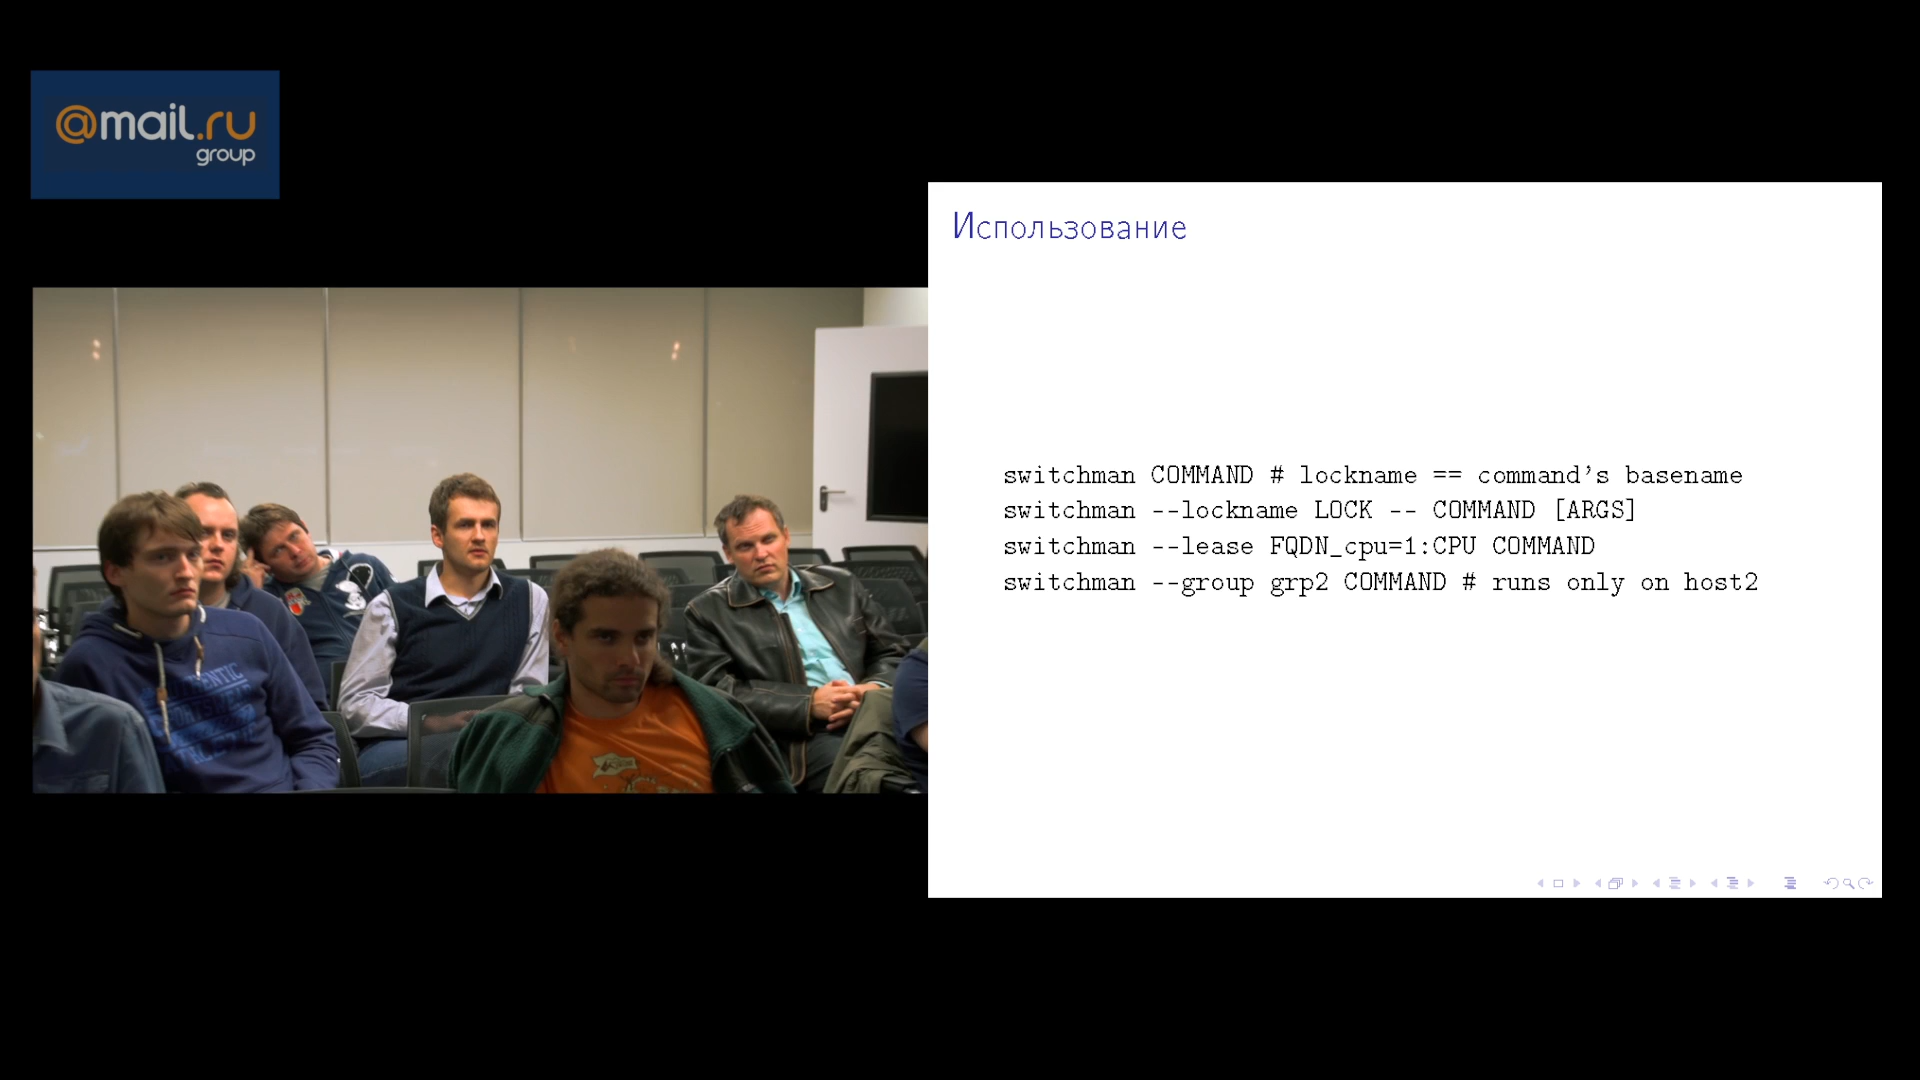 @mail.ru
group
Использование
switchman COMMAND # lockname == command's basename
switchman --lockname LOCK -- COMMAND [ARGS]
switchman --lease FQDN_cpu=1:CPU COMMAND
switchman --group grp2 COMMAND # runs only on host2
AUTHENTIC